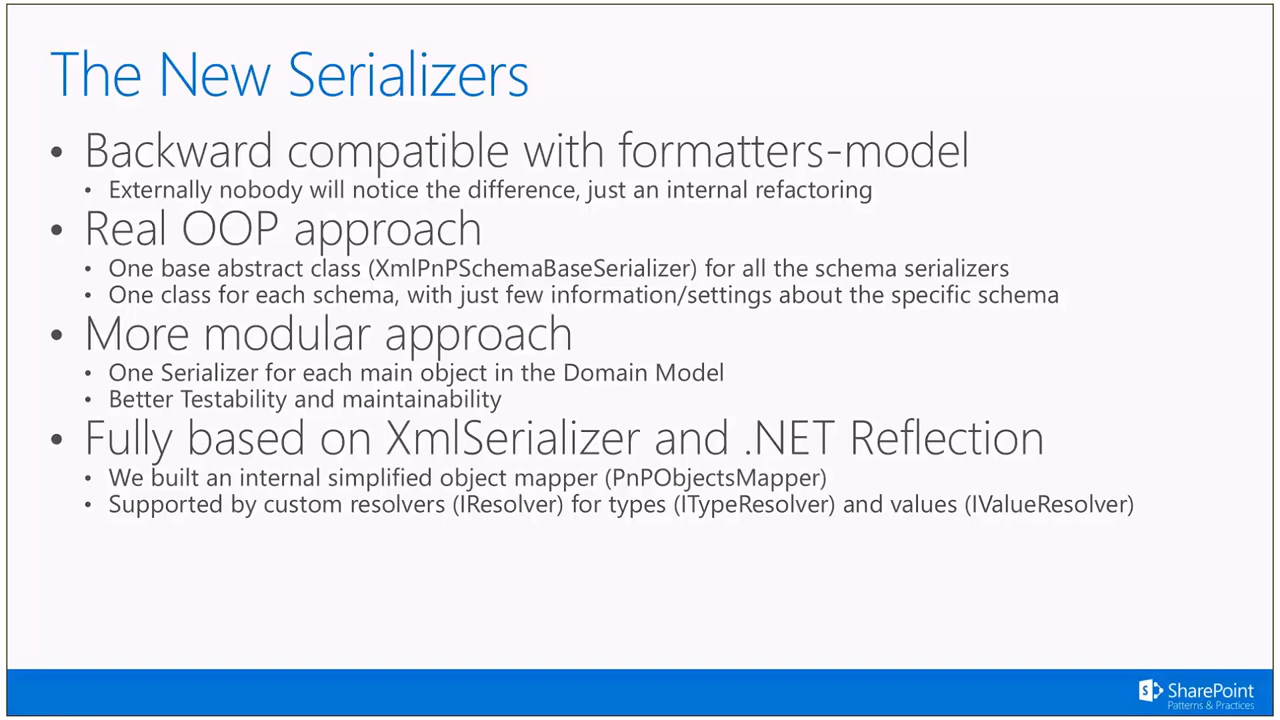 The New Serializers
• Backward compatible with formatters-model
• Externally nobody will notice the difference, just an internal refactoring
• Real OOP approach
• One base abstract class (XmlPnPSchemaBaseSerializer) for all the schema serializers
• One class for each schema, with just few information/settings about the specific schema
• More modular approach
• One Serializer for each main object in the Domain Model
• Better Testability and maintainability
• Fully based on XmlSerializer and .NET Reflection
• We built an internal simplified object mapper (PnPObjectsMapper)
• Supported by custom resolvers (IResolver) for types (ITypeResolver) and values (IValueResolver)
S
SharePoint
Patterns & Practices